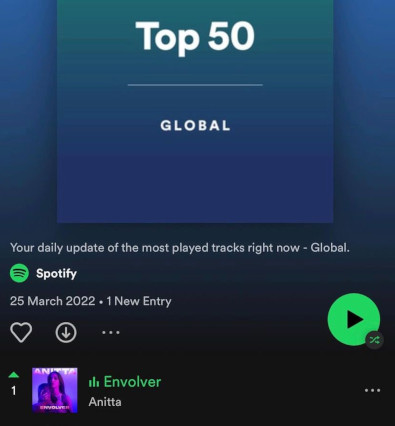 Top 50
GLOBAL
Your daily update of the most played tracks right now - Global.
Spotify
25 March 2022 • 1 New Entry
1
ANITTA
ENVOLVER
Envolver
Anitta